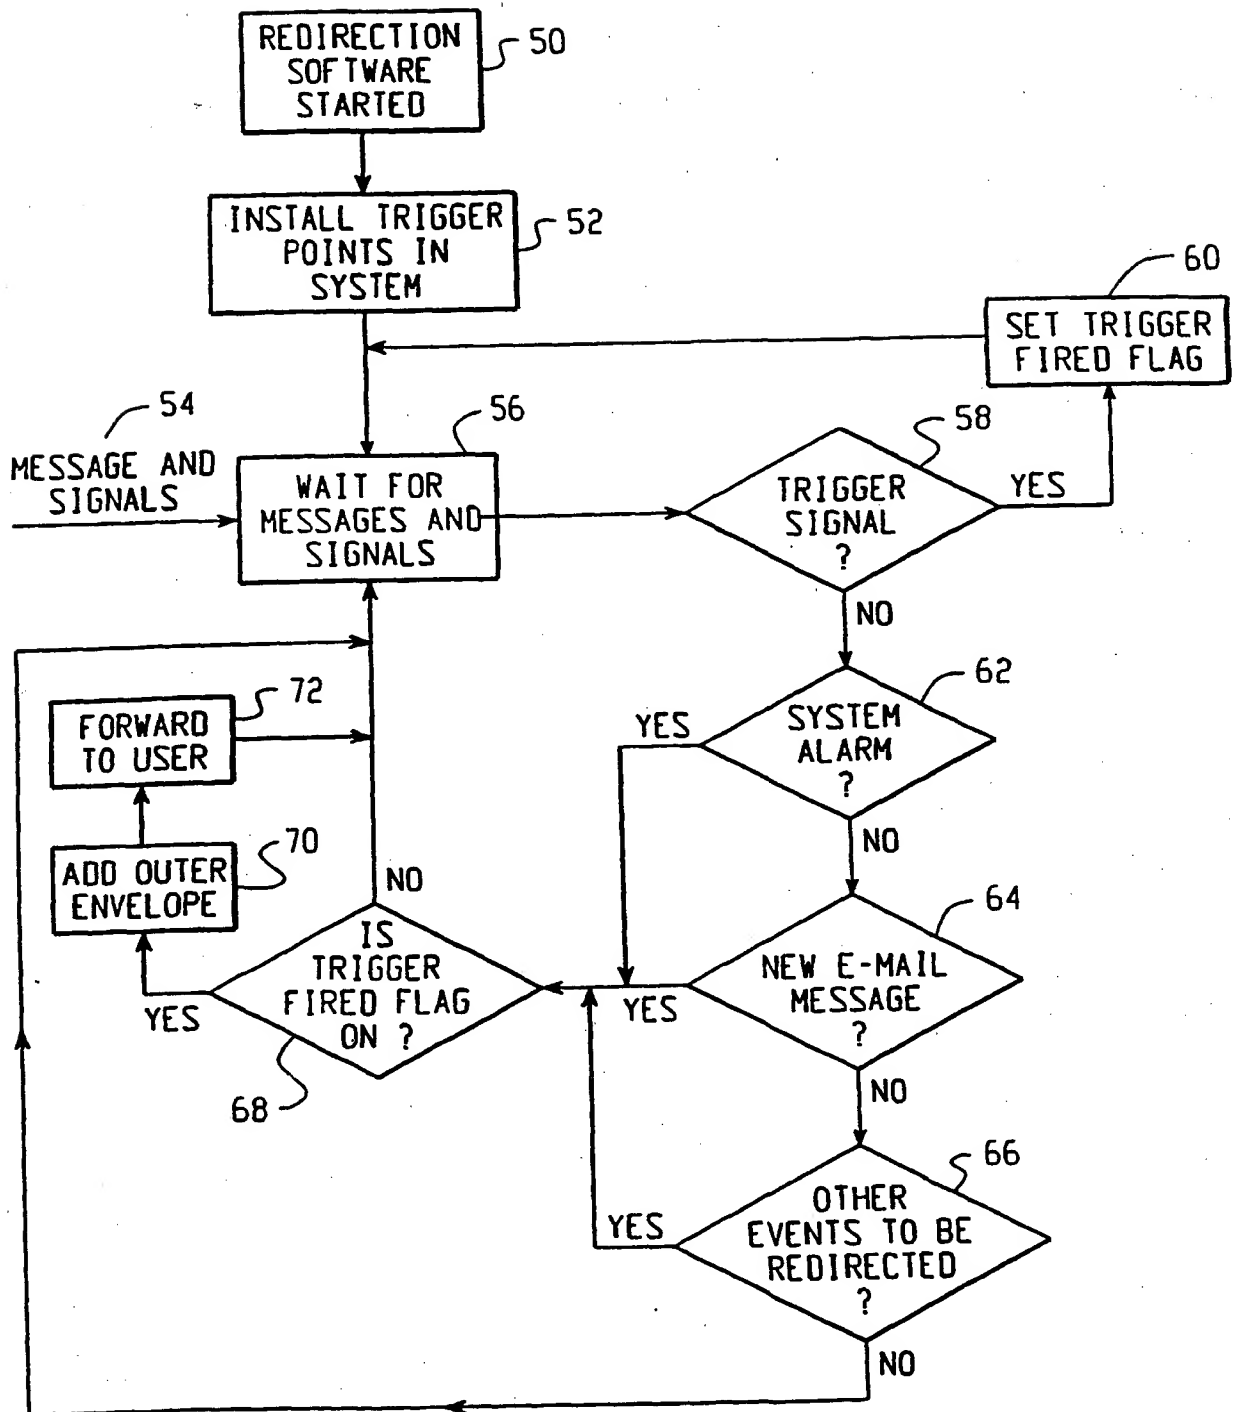 REDIRECTION
SOFTWARE
STARTED
50
INSTALL TRIGGER
POINTS IN
SYSTEM
52
60
SET TRIGGER
FIRED FLAG
54
MESSAGE AND
SIGNALS
56
WAIT FOR
MESSAGES AND
SIGNALS
58
TRIGGER
SIGNAL
?
YES
NO
62
SYSTEM
ALARM
?
YES
NO
72
FORWARD
TO USER
70
ADD OUTER
ENVELOPE
NO
IS
TRIGGER
FIRED FLAG
ON ?
YES
68
64
NEW E-MAIL
MESSAGE
?
YES
NO
66
OTHER
EVENTS TO BE
REDIRECTED
?
YES
NO